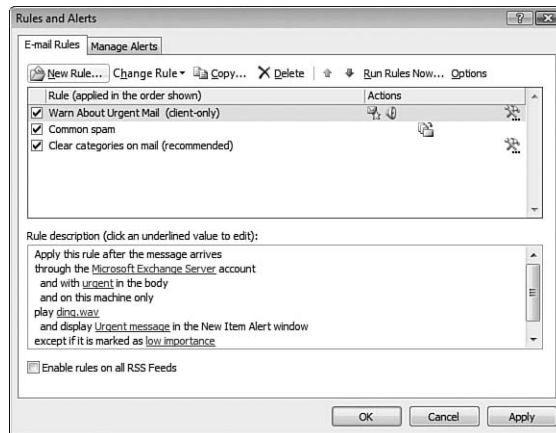 Rules and Alerts
E-mail Rules Manage Alerts
New Rule... Change Rule Copy... Delete Run Rules Now... Options
Rule (applied in the order shown) Actions
Warn About Urgent Mail (client-only)
Common spam
Clear categories on mail (recommended)
Rule description (click an underlined value to edit):
Apply this rule after the message arrives
through the Microsoft Exchange Server account
and with urgent in the body
and on this machine only
play ding.wav
and display Urgent message in the New Item Alert window
except if it is marked as low importance
Enable rules on all RSS Feeds
OK Cancel Apply